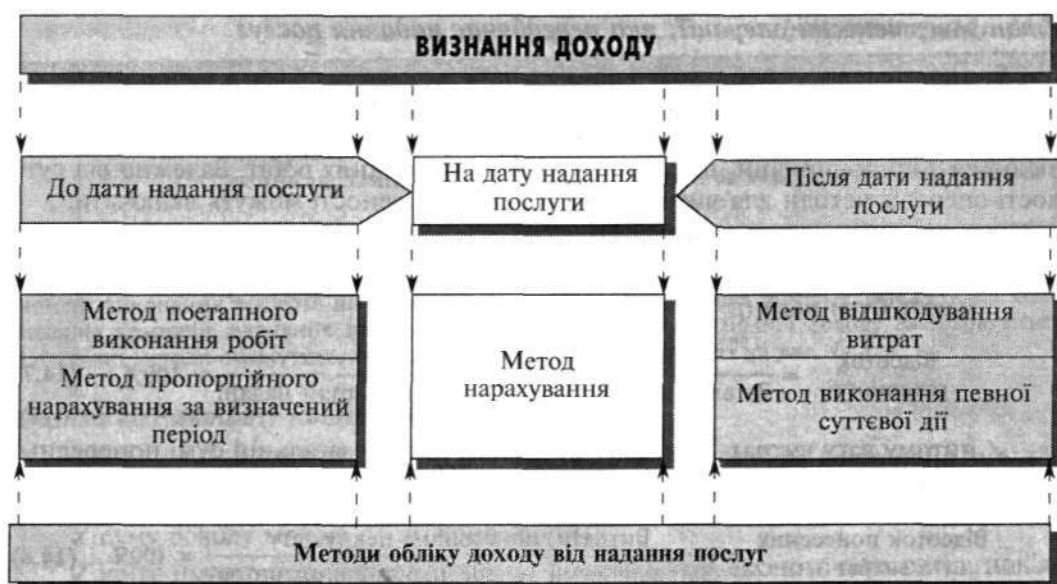 ВИЗНАННЯ ДОХОДУ
До дати надання послуги
На дату надання
послуги
Після дати надання
послуги
Метод поетапного
виконання робіт
Метод пропорційного
нарахування за визначений
період
Метод
нарахування
Метод відшкодування
витрат
Метод виконання певної
суттєвої дії
Методи обліку доходу від надання послуг